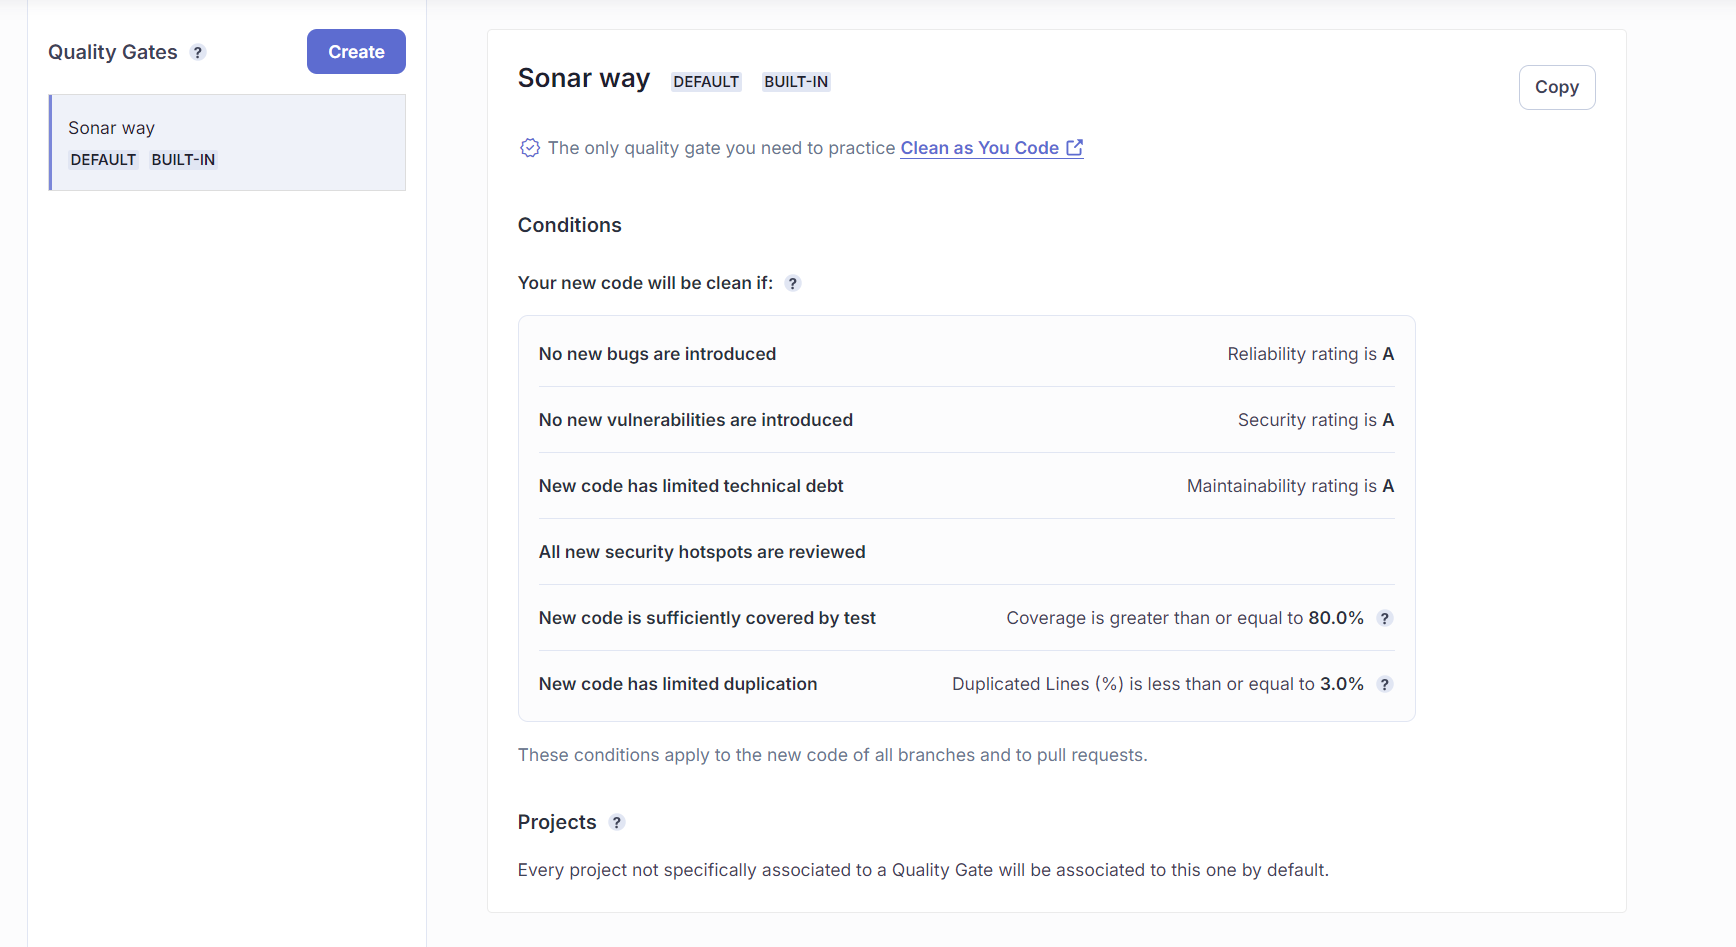 Quality Gates ?
Create
Sonar way
DEFAULT BUILT-IN
Sonar way DEFAULT BUILT-IN
Copy
The only quality gate you need to practice Clean as You Code
Conditions
Your new code will be clean if: ?
No new bugs are introduced Reliability rating is A
No new vulnerabilities are introduced Security rating is A
New code has limited technical debt Maintainability rating is A
All new security hotspots are reviewed
New code is sufficiently covered by test Coverage is greater than or equal to 80.0% ?
New code has limited duplication Duplicated Lines (%) is less than or equal to 3.0% ?
These conditions apply to the new code of all branches and to pull requests.
Projects ?
Every project not specifically associated to a Quality Gate will be associated to this one by default.